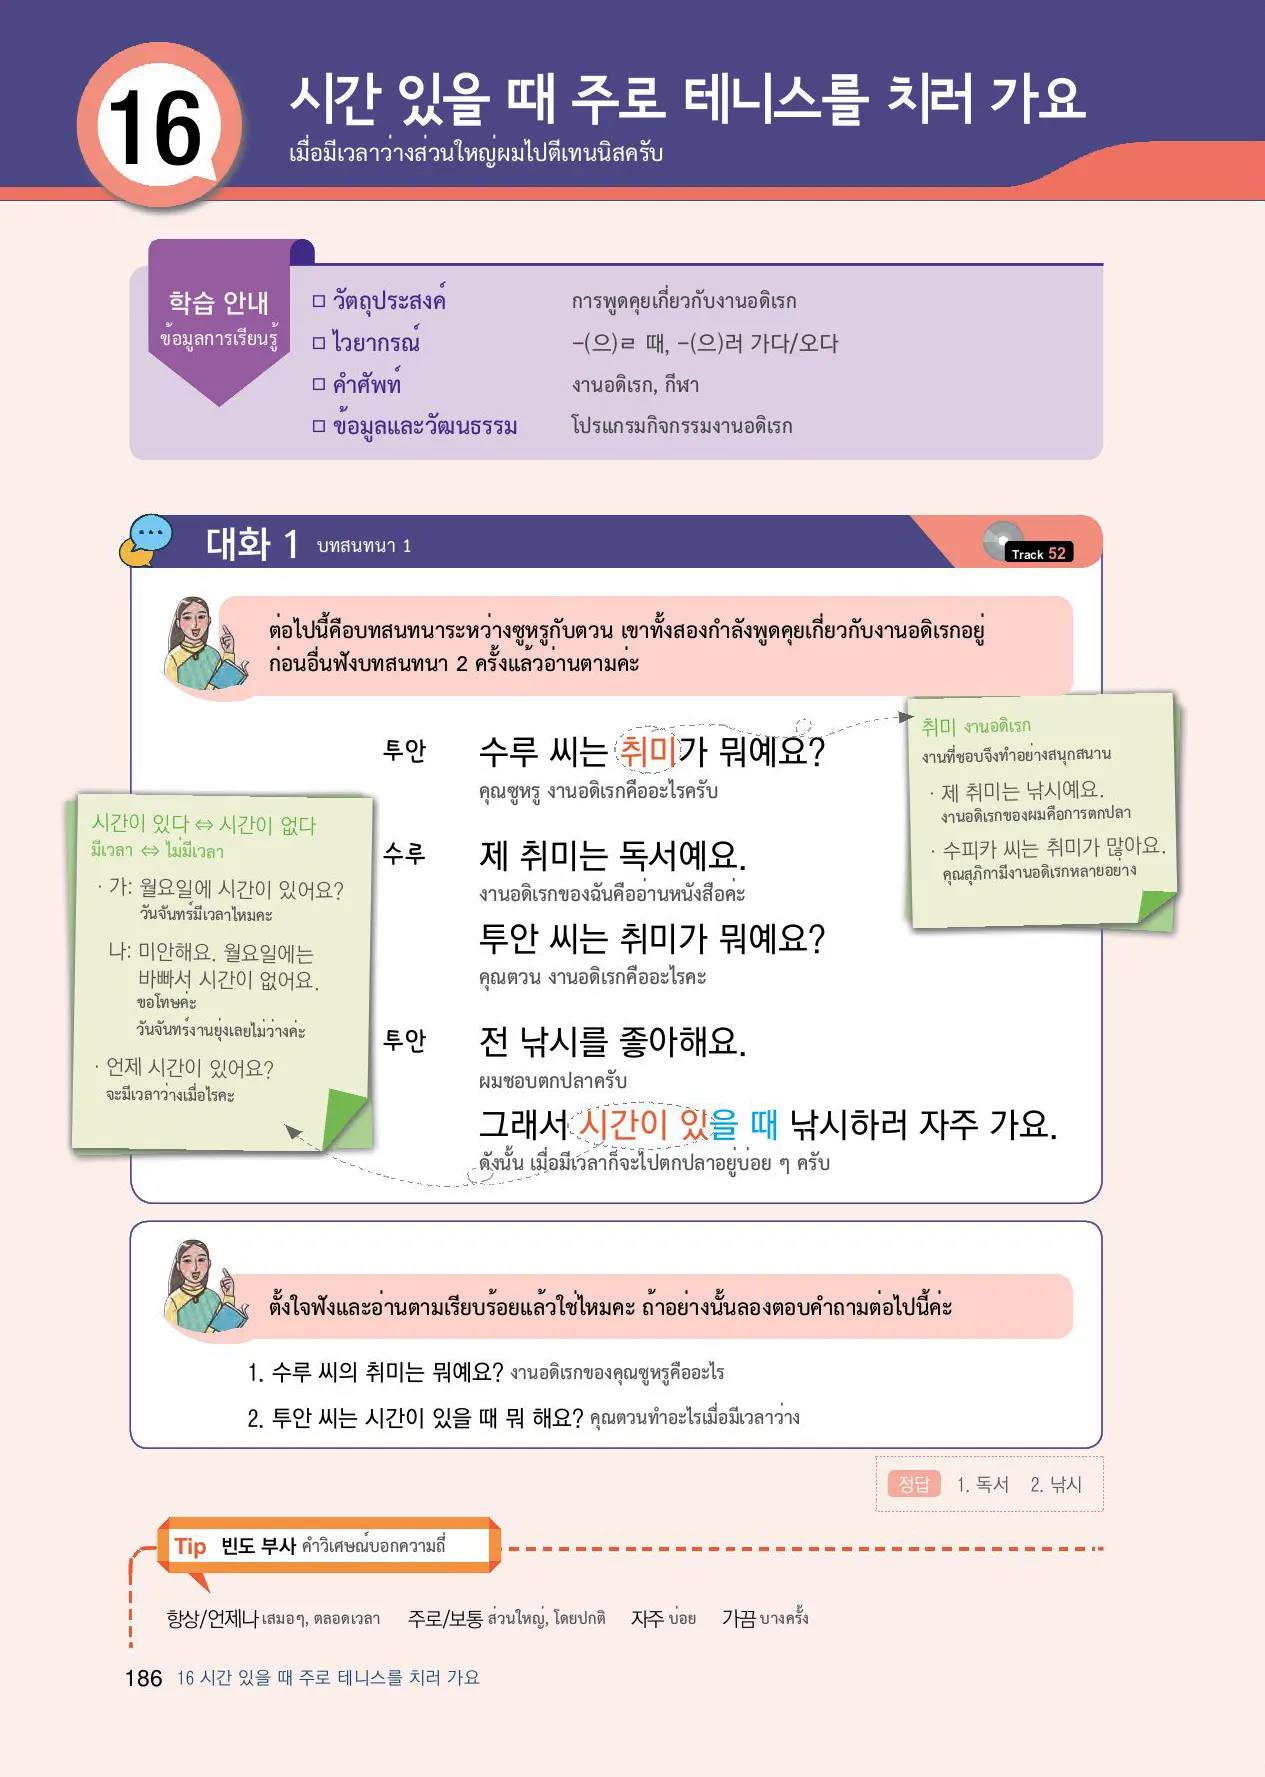 16
시간 있을 때 주로 테니스를 치러 가요
เมื่อมีเวลาว่างส่วนใหญ่ผมไปตีเทนนิสครับ
학습 안내
ข้อมูลการเรียนรู้
□ วัตถุประสงค์ การพูดคุยเกี่ยวกับงานอดิเรก
□ ไวยากรณ์ -(으)ㄹ 때, -(으)러 가다/오다
□ คำศัพท์ งานอดิเรก, กีฬา
□ ข้อมูลและวัฒนธรรม โปรแกรมกิจกรรมงานอดิเรก
대화 1 บทสนทนา 1
Track 52
ต่อไปนี้คือบทสนทนาระหว่างซูหรูกับตวน เขาทั้งสองกำลังพูดคุยเกี่ยวกับงานอดิเรกอยู่
ก่อนอื่นฟังบทสนทนา 2 ครั้งแล้วอ่านตามค่ะ
투안 수루 씨는 취미가 뭐예요?
คุณซูหรู งานอดิเรกคืออะไรครับ
수루 제 취미는 독서예요.
งานอดิเรกของฉันคืออ่านหนังสือค่ะ
투안 씨는 취미가 뭐예요?
คุณตวน งานอดิเรกคืออะไรคะ
투안 전 낚시를 좋아해요.
ผมชอบตกปลาครับ
그래서 시간이 있을 때 낚시하러 자주 가요.
ดังนั้น เมื่อมีเวลาก็จะไปตกปลาอยู่บ่อย ๆ ครับ
취미 งานอดิเรก
งานที่ชอบจึงทำอย่างสนุกสนาน
· 제 취미는 낚시예요.
งานอดิเรกของผมคือการตกปลา
· 수피카 씨는 취미가 많아요.
คุณสุภิกามีงานอดิเรกหลายอย่าง
시간이 있다 ⇔ 시간이 없다
มีเวลา ⇔ ไม่มีเวลา
· 가: 월요일에 시간이 있어요?
วันจันทร์มีเวลาไหมคะ
나: 미안해요. 월요일에는
바빠서 시간이 없어요.
ขอโทษค่ะ
วันจันทร์งานยุ่งเลยไม่ว่างค่ะ
· 언제 시간이 있어요?
จะมีเวลาว่างเมื่อไรคะ
ตั้งใจฟังและอ่านตามเรียบร้อยแล้วใช่ไหมคะ ถ้าอย่างนั้นลองตอบคำถามต่อไปนี้ค่ะ
1. 수루 씨의 취미는 뭐예요? งานอดิเรกของคุณซูหรูคืออะไร
2. 투안 씨는 시간이 있을 때 뭐 해요? คุณตวนทำอะไรเมื่อมีเวลาว่าง
정답 1. 독서 2. 낚시
Tip 빈도 부사 คำวิเศษณ์บอกความถี่
항상/언제나 เสมอๆ, ตลอดเวลา 주로/보통 ส่วนใหญ่, โดยปกติ 자주 บ่อย 가끔 บางครั้ง
186 16 시간 있을 때 주로 테니스를 치러 가요